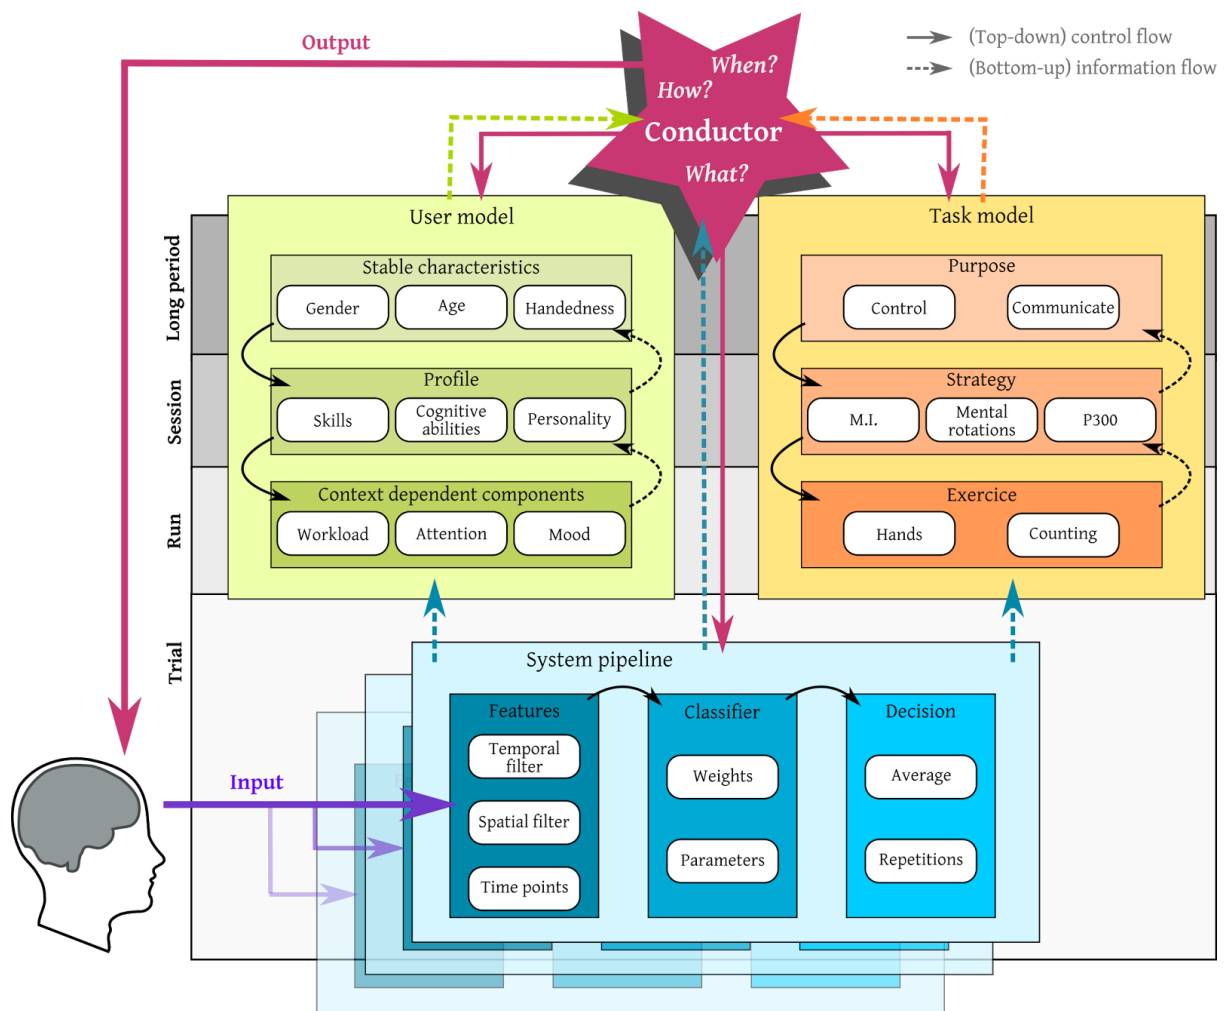 Output
When?
How?
Conductor
What?
(Top-down) control flow
(Bottom-up) information flow
Long period
Session
Run
Trial
User model
Stable characteristics
Gender
Age
Handedness
Profile
Skills
Cognitive
abilities
Personality
Context dependent components
Workload
Attention
Mood
Task model
Purpose
Control
Communicate
Strategy
M.I.
Mental
rotations
P300
Exercice
Hands
Counting
System pipeline
Features
Temporal
filter
Spatial filter
Time points
Classifier
Weights
Parameters
Decision
Average
Repetitions
Input